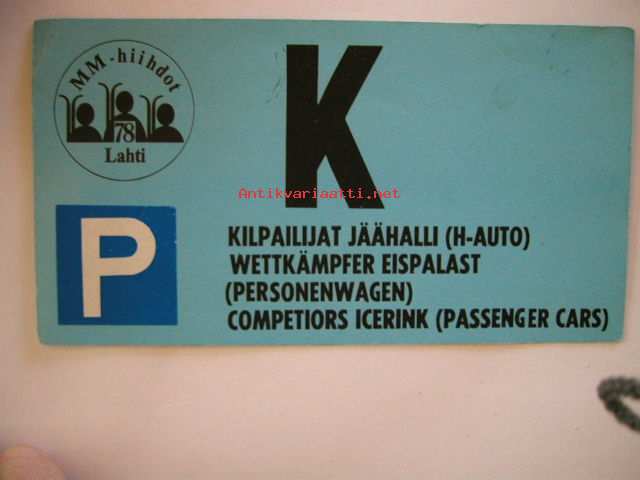 MM-hiihdot
78
Lahti
K
Antikvariaatti.net
P
KILPAILIJAT JÄÄHALLI (H-AUTO)
WETTKÄMPFER EISPALAST
(PERSONENWAGEN)
COMPETIORS ICERINK (PASSENGER CARS)